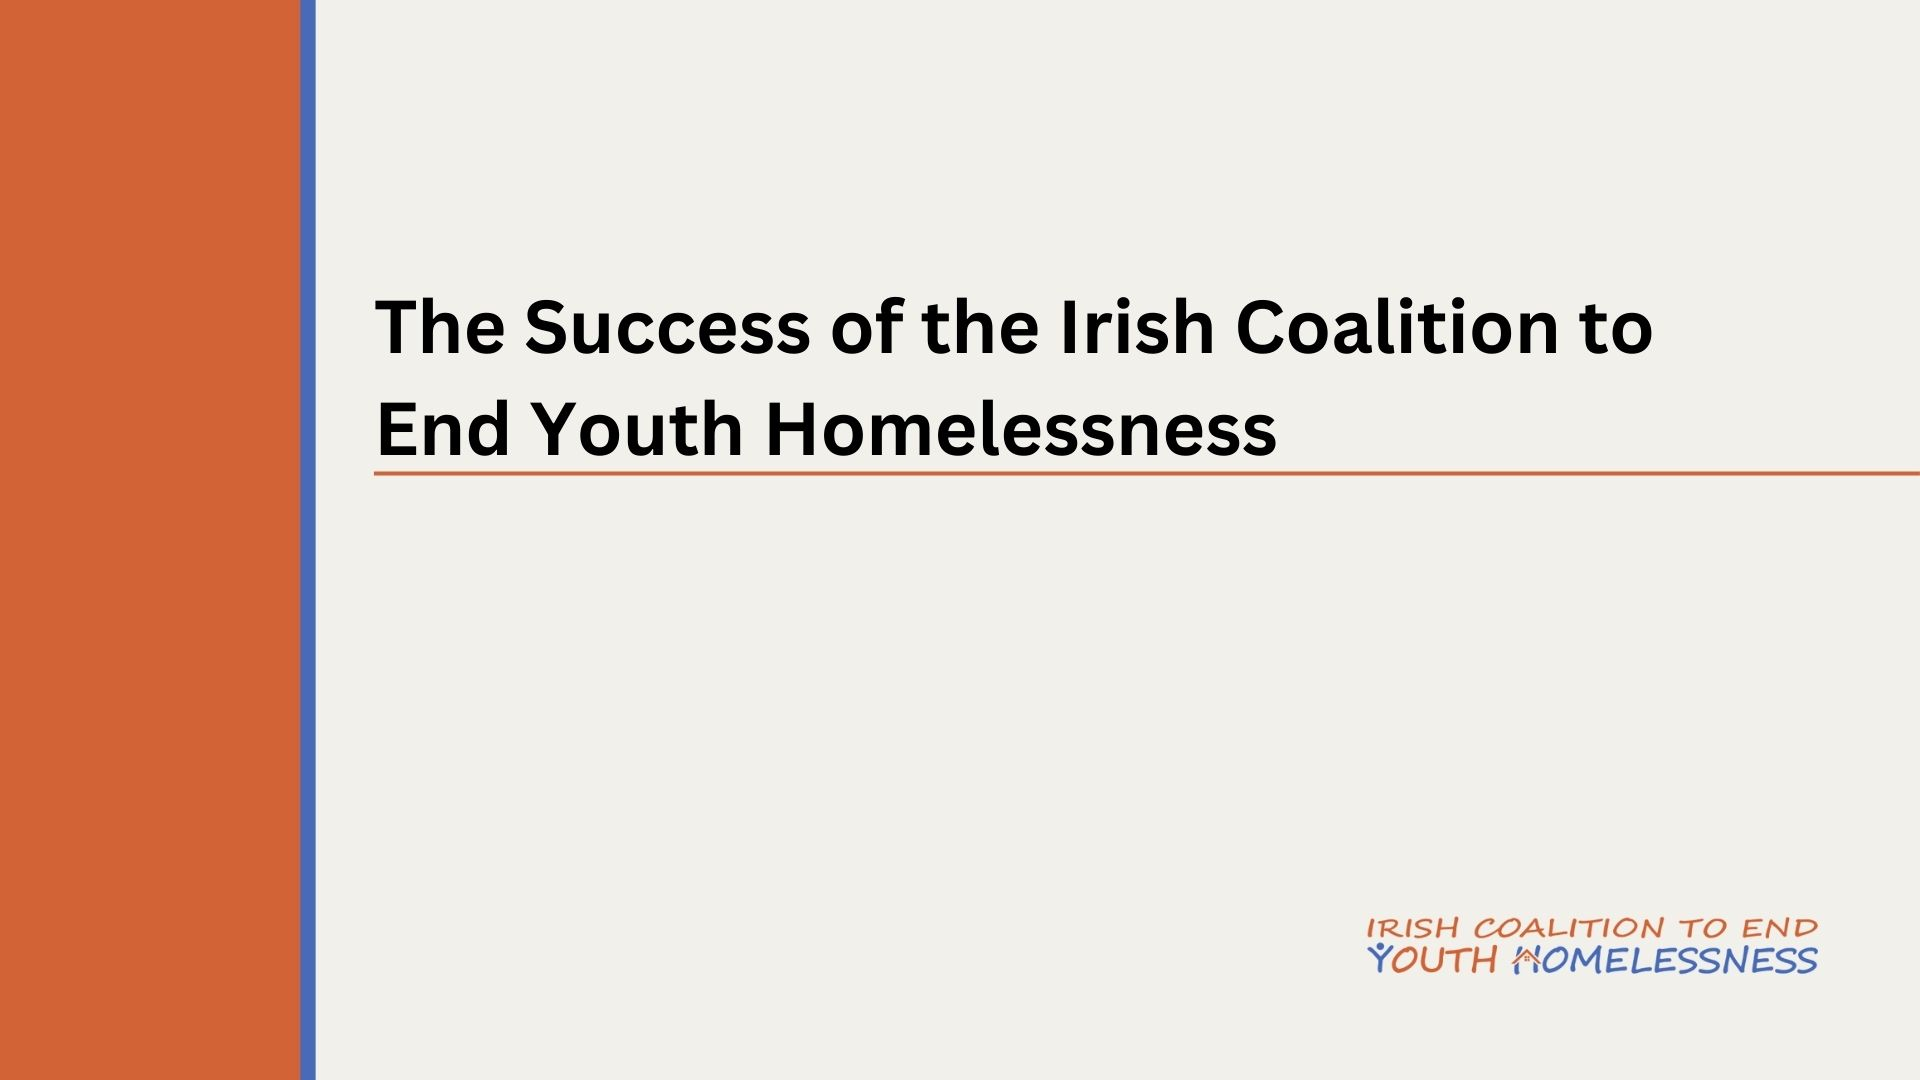 The Success of the Irish Coalition to
End Youth Homelessness
IRISH COALITION TO END
YOUTH HOMELESSNESS